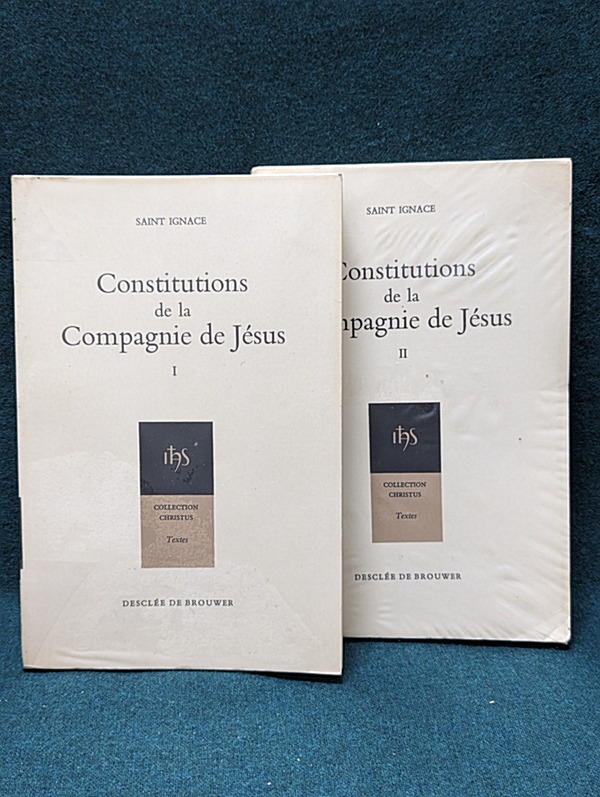 SAINT IGNACE
Constitutions
de la
Compagnie de Jésus
I
ihs
COLLECTION
CHRISTUS
Textes
DESCLÉE DE BROUWER
SAINT IGNACE
Constitutions
de la
mpagnie de Jésus
II
ihs
COLLECTION
CHRISTUS
Textes
DESCLÉE DE BROUWER